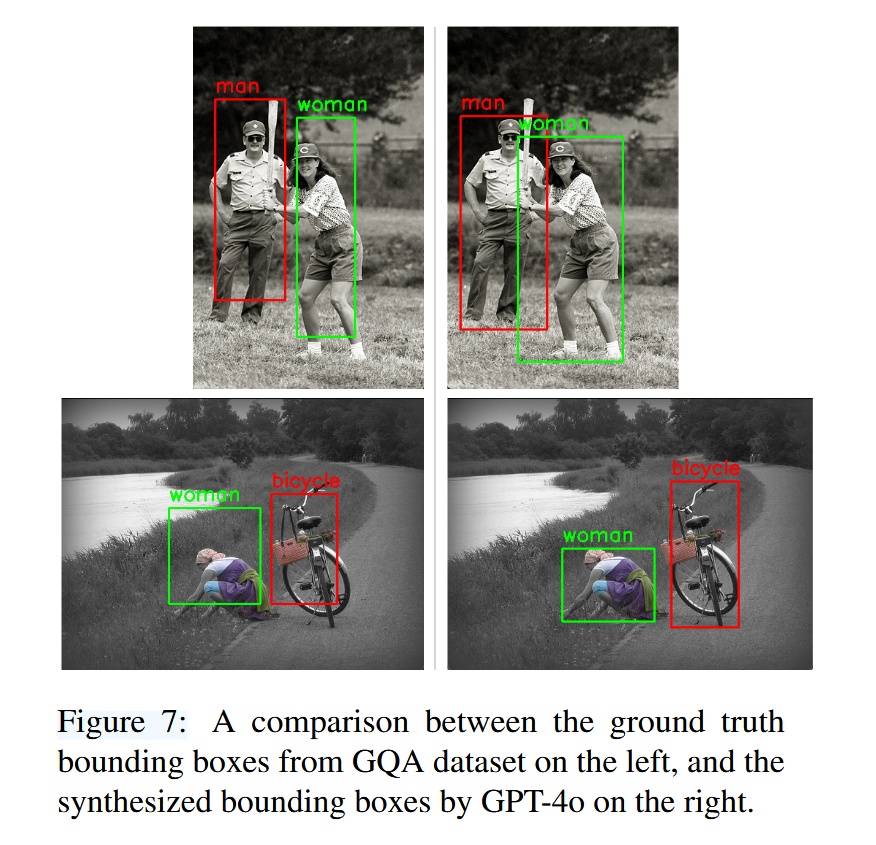 man
woman
man
woman
C
C
woman
bicycle
woman
bicycle
Figure 7: A comparison between the ground truth
bounding boxes from GQA dataset on the left, and the
synthesized bounding boxes by GPT-4o on the right.